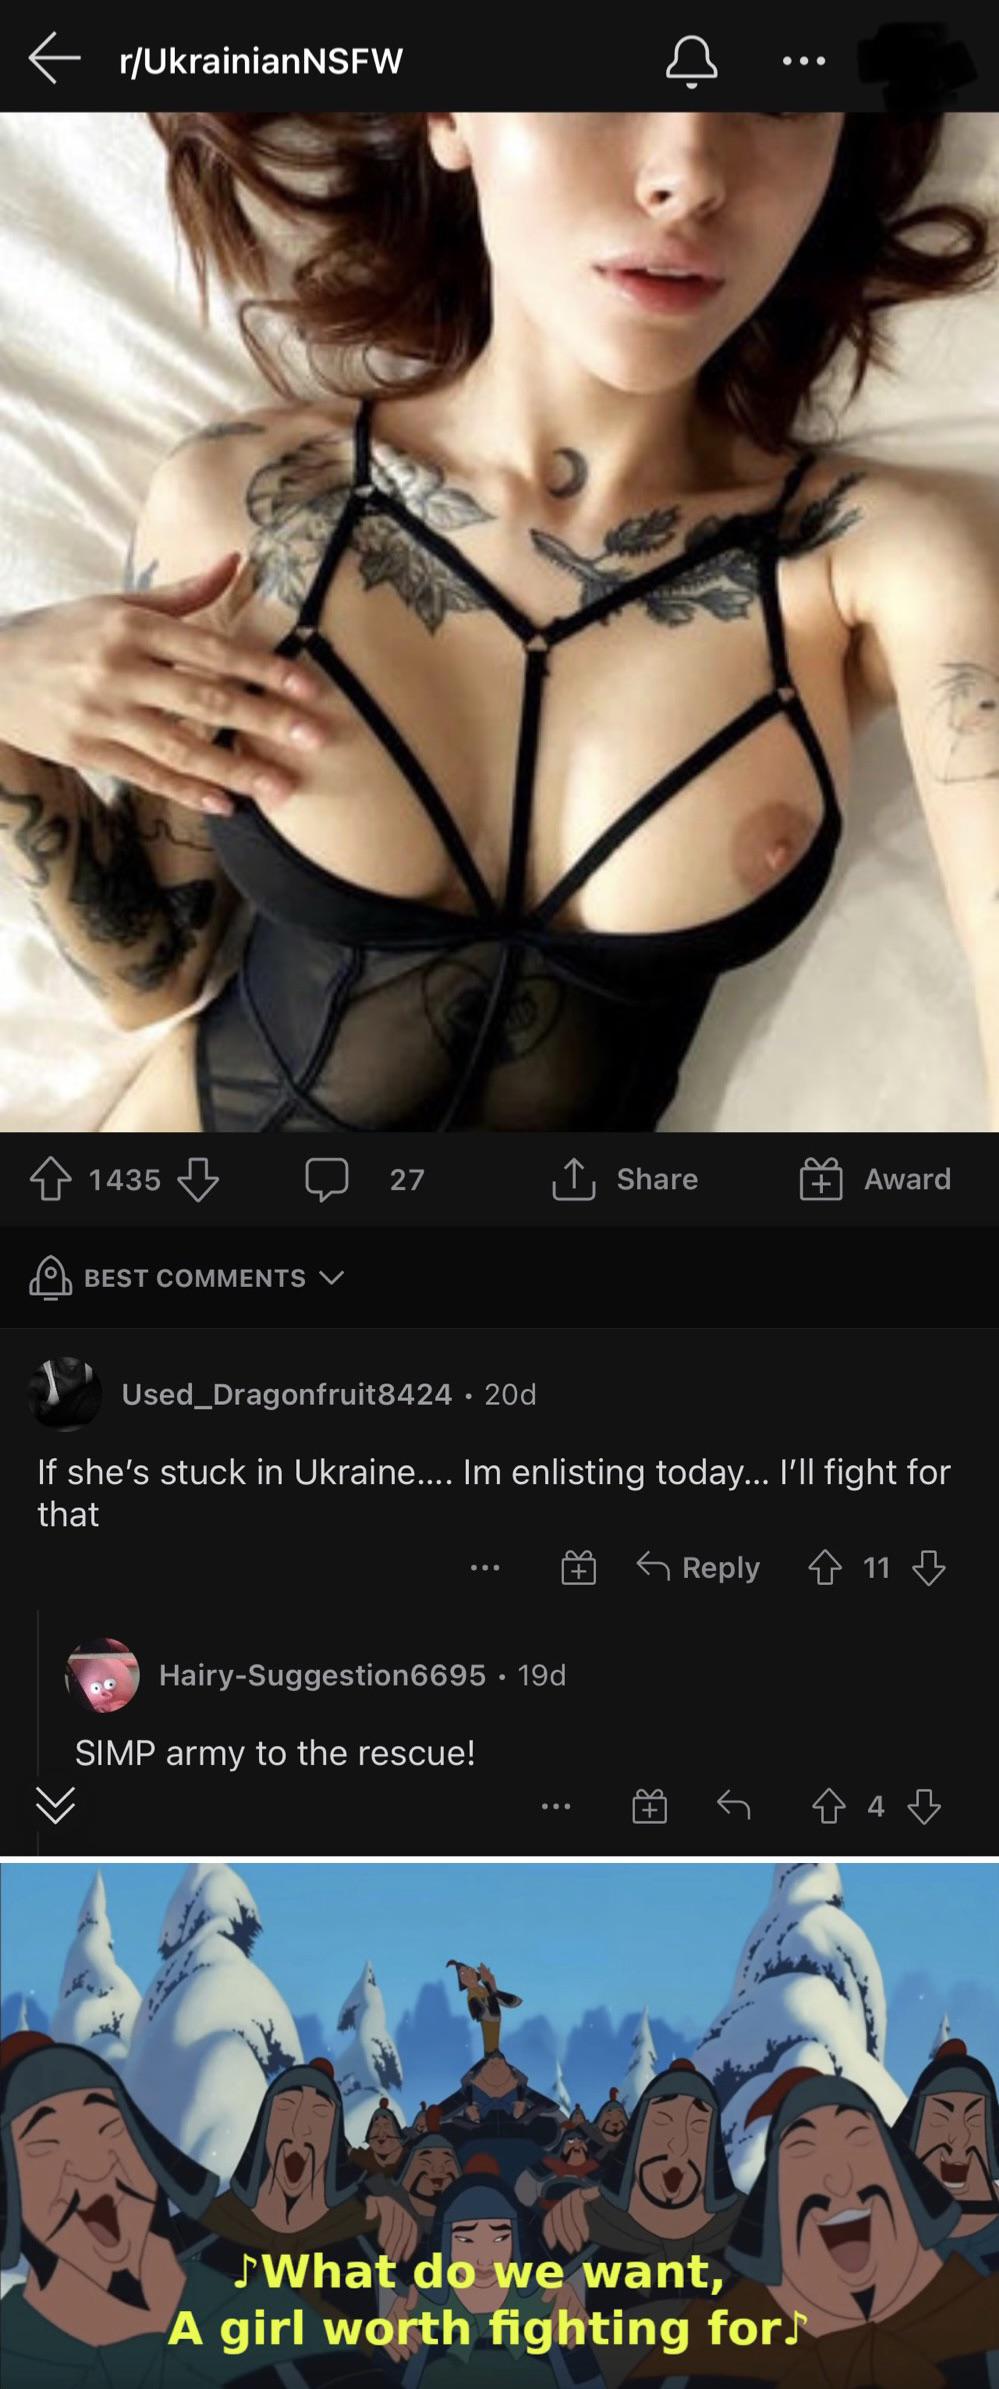 r/UkrainianNSFW
1435
27
Share
Award
BEST COMMENTS
Used_Dragonfruit8424 • 20d
If she's stuck in Ukraine.... Im enlisting today... I'll fight for
that
Reply
11
Hairy-Suggestion6695 • 19d
SIMP army to the rescue!
4
♪What do we want,
A girl worth fighting for♪